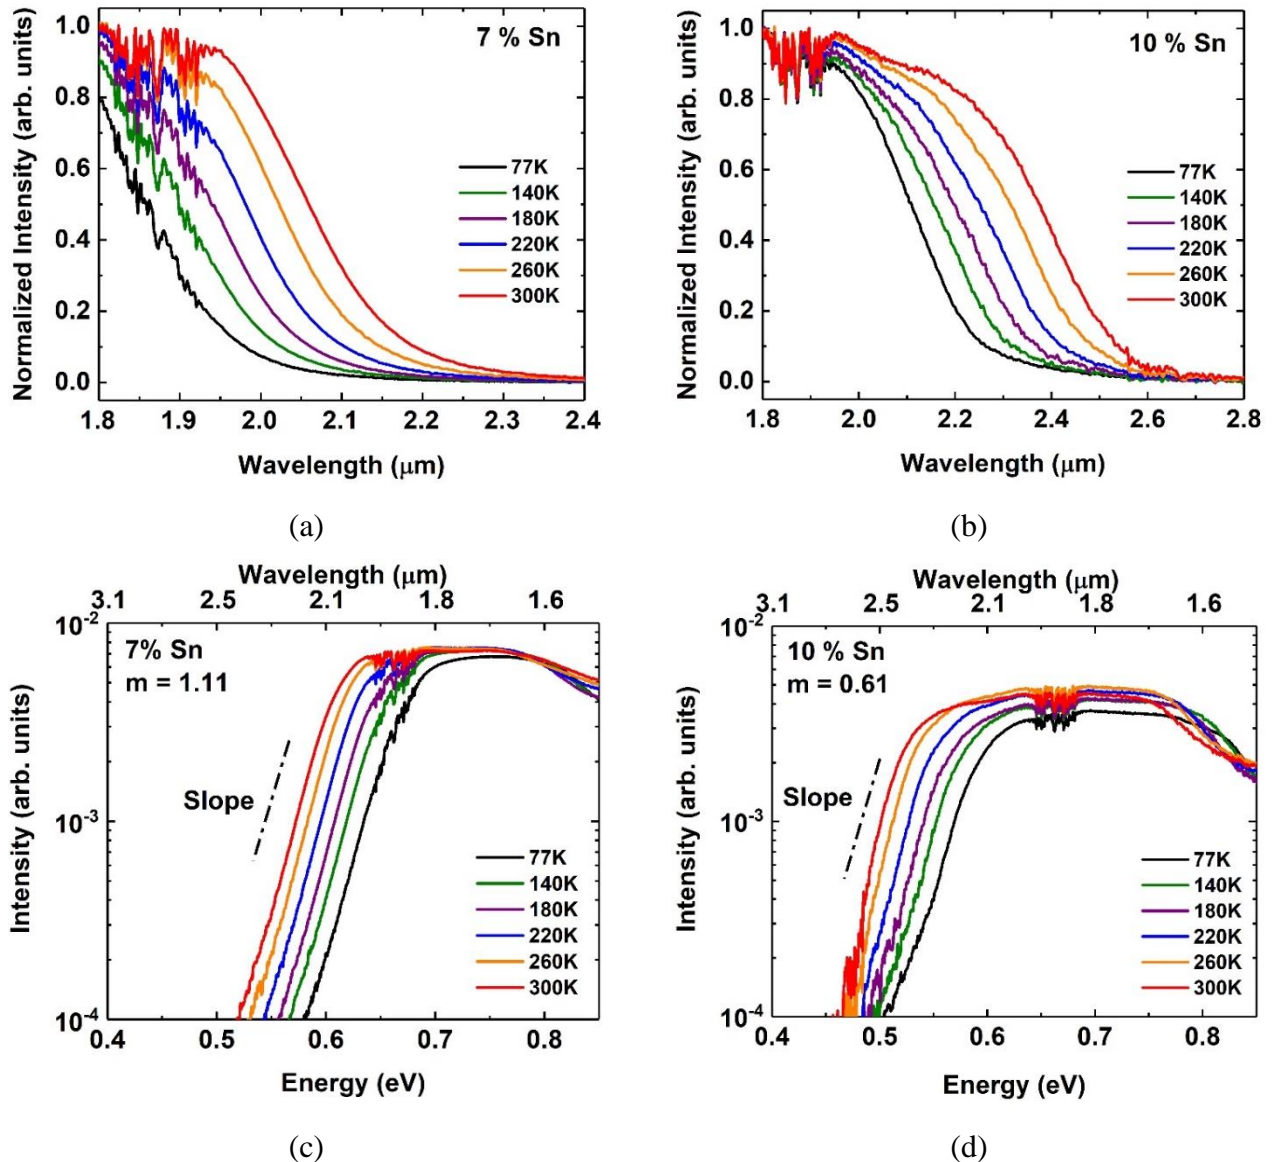 7 % Sn
Normalized Intensity (arb. units)
1.0
0.8
0.6
0.4
0.2
0.0
77K
140K
180K
220K
260K
300K
1.8 1.9 2.0 2.1 2.2 2.3 2.4
Wavelength (μm)
(a)
10 % Sn
Normalized Intensity (arb. units)
1.0
0.8
0.6
0.4
0.2
0.0
77K
140K
180K
220K
260K
300K
1.8 2.0 2.2 2.4 2.6 2.8
Wavelength (μm)
(b)
Wavelength (μm)
3.1 2.5 2.1 1.8 1.6
10⁻²
7% Sn
m = 1.11
Intensity (arb. units)
Slope
10⁻³
77K
140K
180K
220K
260K
300K
10⁻⁴
0.4 0.5 0.6 0.7 0.8
Energy (eV)
(c)
Wavelength (μm)
3.1 2.5 2.1 1.8 1.6
10⁻²
10 % Sn
m = 0.61
Intensity (arb. units)
Slope
10⁻³
77K
140K
180K
220K
260K
300K
10⁻⁴
0.4 0.5 0.6 0.7 0.8
Energy (eV)
(d)